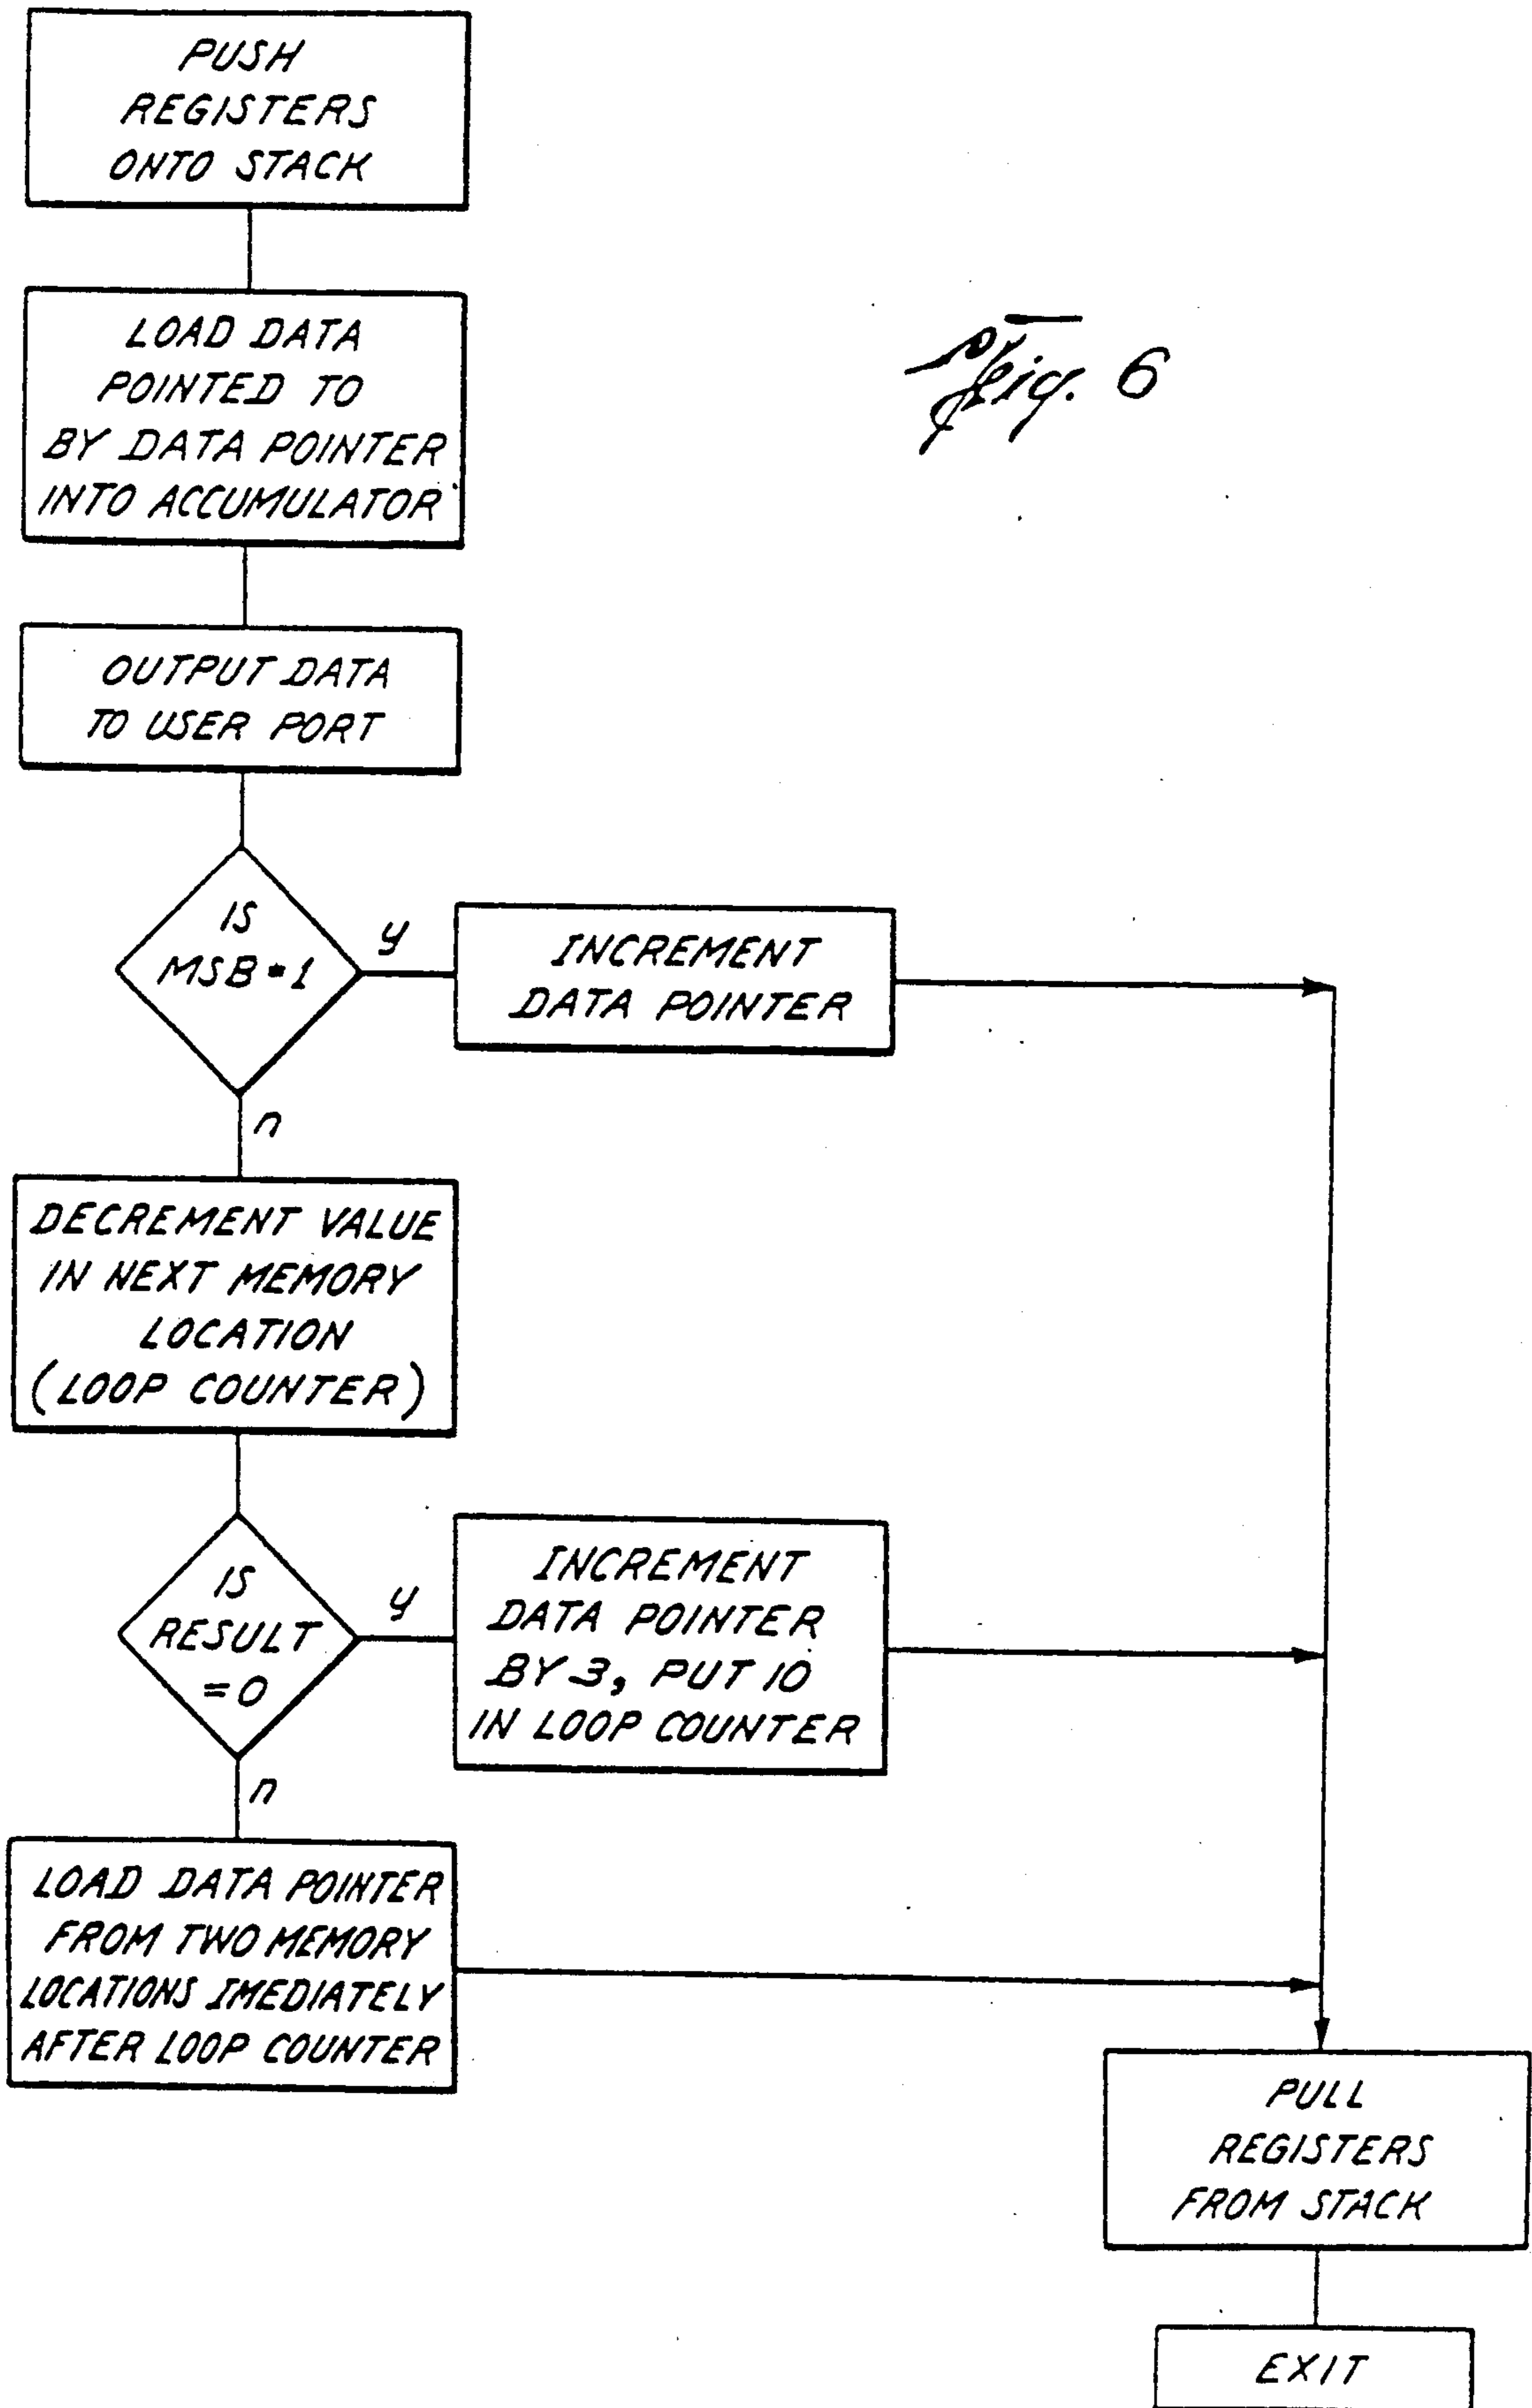 PUSH
REGISTERS
ONTO STACK
LOAD DATA
POINTED TO
BY DATA POINTER
INTO ACCUMULATOR
Fig. 6
OUTPUT DATA
TO USER PORT
IS
MSB=1
y
INCREMENT
DATA POINTER
n
DECREMENT VALUE
IN NEXT MEMORY
LOCATION
(LOOP COUNTER)
IS
RESULT
=0
y
INCREMENT
DATA POINTER
BY 3, PUT 10
IN LOOP COUNTER
n
LOAD DATA POINTER
FROM TWO MEMORY
LOCATIONS IMEDIATELY
AFTER LOOP COUNTER
PULL
REGISTERS
FROM STACK
EXIT